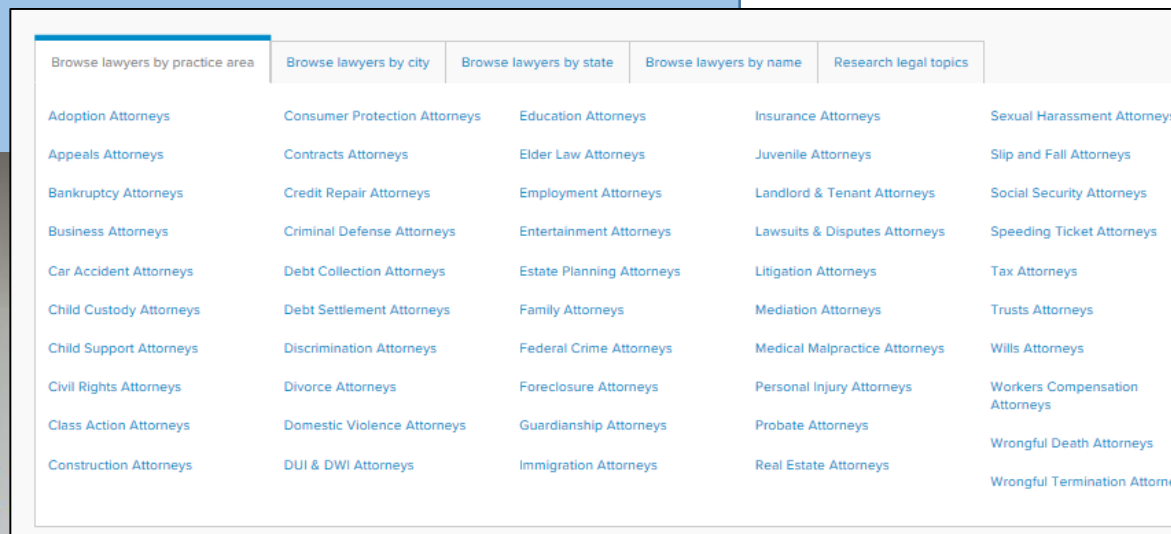 Browse lawyers by practice area
Browse lawyers by city
Browse lawyers by state
Browse lawyers by name
Research legal topics
Adoption Attorneys
Appeals Attorneys
Bankruptcy Attorneys
Business Attorneys
Car Accident Attorneys
Child Custody Attorneys
Child Support Attorneys
Civil Rights Attorneys
Class Action Attorneys
Construction Attorneys
Consumer Protection Attorneys
Contracts Attorneys
Credit Repair Attorneys
Criminal Defense Attorneys
Debt Collection Attorneys
Debt Settlement Attorneys
Discrimination Attorneys
Divorce Attorneys
Domestic Violence Attorneys
DUI & DWI Attorneys
Education Attorneys
Elder Law Attorneys
Employment Attorneys
Entertainment Attorneys
Estate Planning Attorneys
Family Attorneys
Federal Crime Attorneys
Foreclosure Attorneys
Guardianship Attorneys
Immigration Attorneys
Insurance Attorneys
Juvenile Attorneys
Landlord & Tenant Attorneys
Lawsuits & Disputes Attorneys
Litigation Attorneys
Mediation Attorneys
Medical Malpractice Attorneys
Personal Injury Attorneys
Probate Attorneys
Real Estate Attorneys
Sexual Harassment Attorneys
Slip and Fall Attorneys
Social Security Attorneys
Speeding Ticket Attorneys
Tax Attorneys
Trusts Attorneys
Wills Attorneys
Workers Compensation
Attorneys
Wrongful Death Attorneys
Wrongful Termination